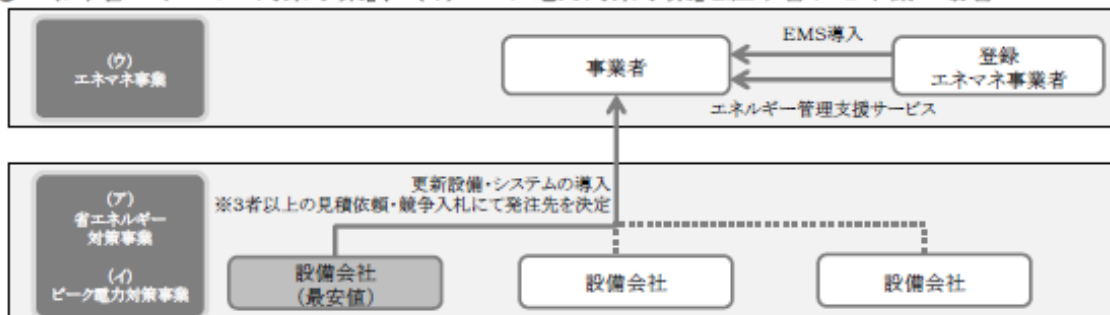 (ウ)
エネマネ事業
事業者
EMS導入
登録
エネマネ事業者
エネルギー管理支援サービス
(ア)
省エネルギー
対策事業
(イ)
ピーク電力対策事業
更新設備・システムの導入
※3者以上の見積依頼・競争入札にて発注先を決定
設備会社
(最安値)
設備会社
設備会社